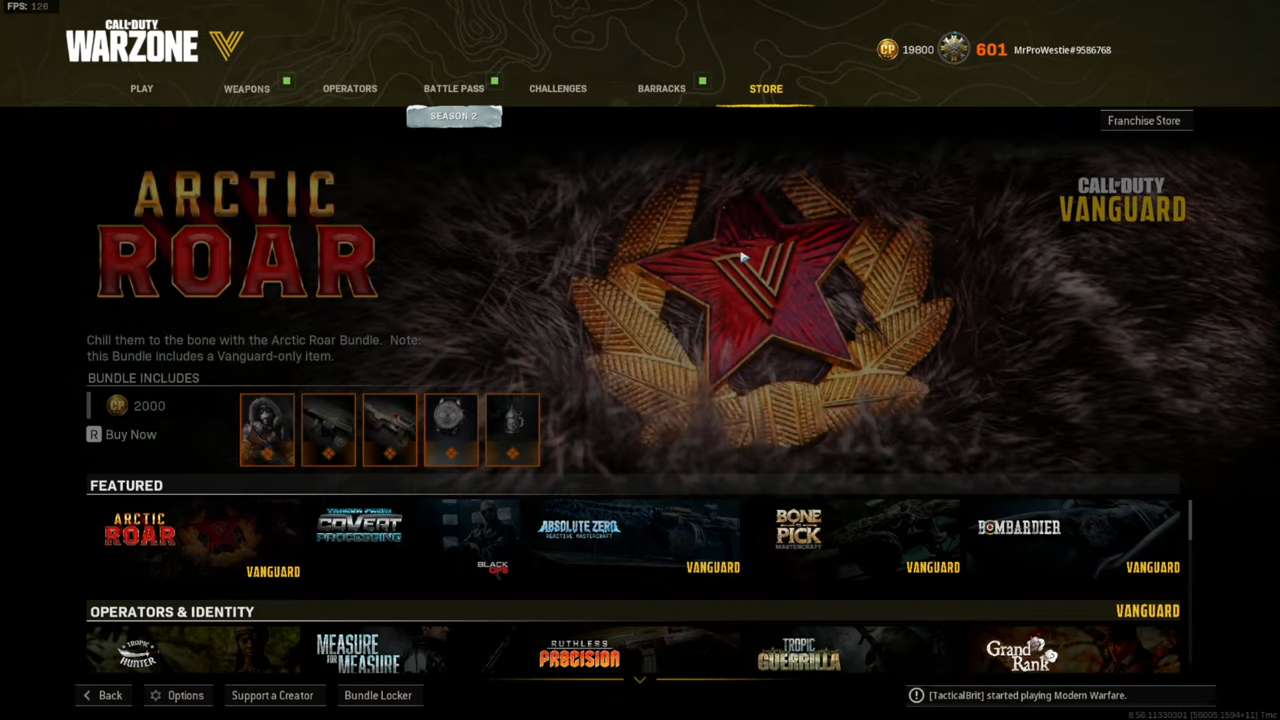 FPS: 126
CALL·DUTY
WARZONE
CP 19800
601
MrProWestie#9586768
PLAY
WEAPONS
OPERATORS
BATTLE PASS
CHALLENGES
BARRACKS
STORE
SEASON 2
Franchise Store
ARCTIC
ROAR
CALL·DUTY
VANGUARD
Chill them to the bone with the Arctic Roar Bundle. Note:
this Bundle includes a Vanguard-only item.
BUNDLE INCLUDES
CP 2000
R Buy Now
FEATURED
ARCTIC
ROAR
VANGUARD
TRACER PACK
COVERT
PROCESSING
BLACK
OPS
ABSOLUTE ZERO
REACTIVE MASTERCRAFT
VANGUARD
BONE
TO
PICK
MASTERCRAFT
VANGUARD
BOMBARDIER
VANGUARD
OPERATORS & IDENTITY
VANGUARD
TROPIC
HUNTER
MEASURE
FOR MEASURE
RUTHLESS
PRECISION
TROPIC
GUERRILLA
Grand
Rank
Back
Options
Support a Creator
Bundle Locker
[TacticalBrit] started playing Modern Warfare.